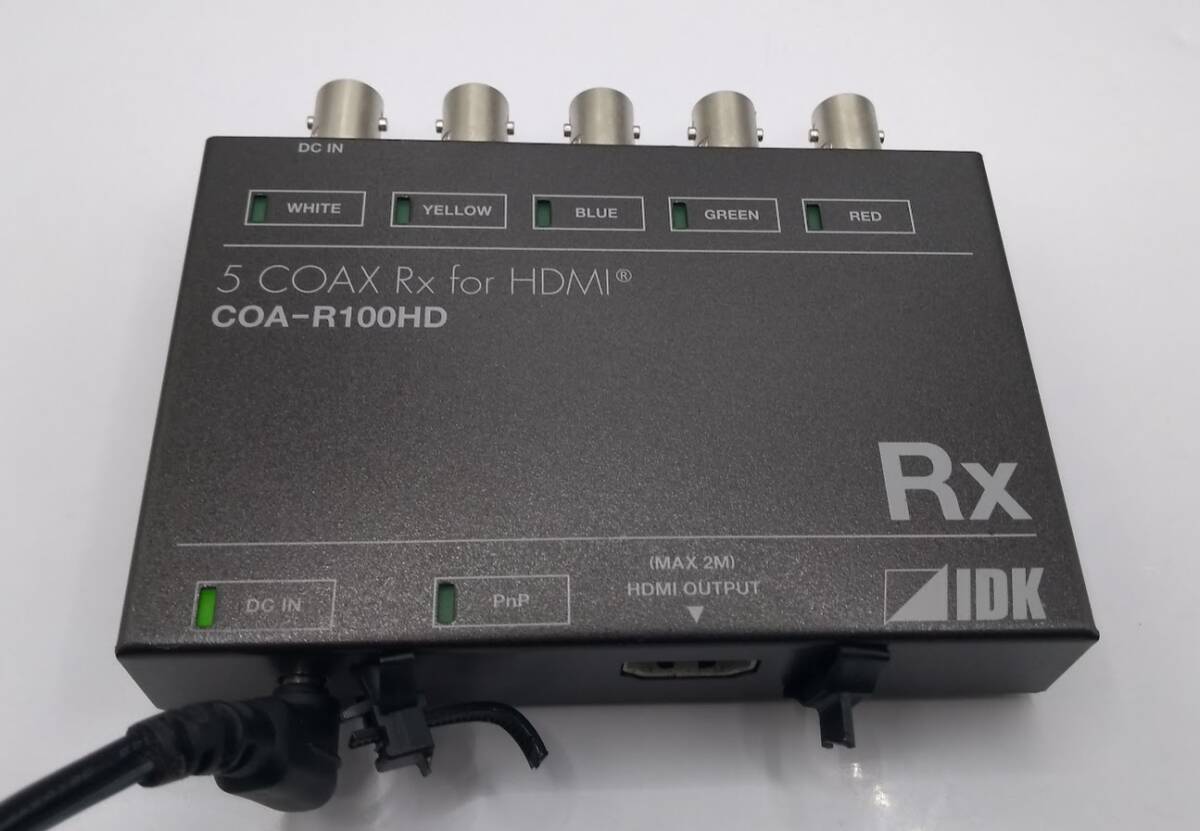 DC IN
WHITE YELLOW BLUE GREEN RED
5 COAX Rx for HDMI®
COA-R100HD
Rx
(MAX 2M)
HDMI OUTPUT
DC IN PnP
IDK